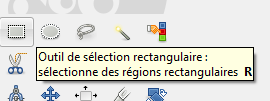 Outil de sélection rectangulaire :
sélectionne des régions rectangulaires R